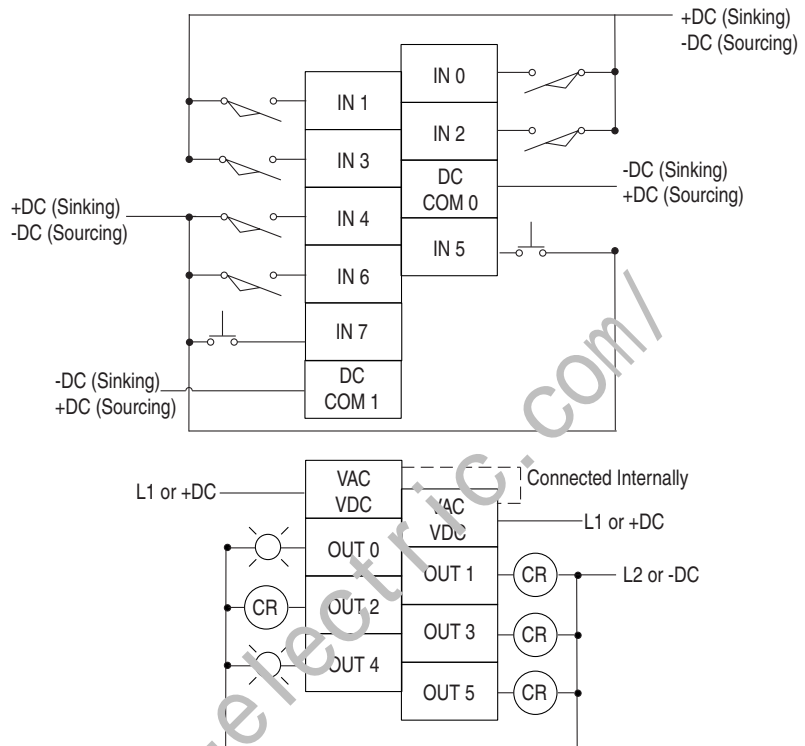 +DC (Sinking)
-DC (Sourcing)
IN 0
IN 1
IN 2
IN 3
DC
COM 0
-DC (Sinking)
+DC (Sourcing)
+DC (Sinking)
-DC (Sourcing)
IN 4
IN 5
IN 6
IN 7
-DC (Sinking)
+DC (Sourcing)
DC
COM 1
L1 or +DC
VAC
VDC
Connected Internally
VAC
VDC
L1 or +DC
OUT 0
OUT 1
CR
L2 or -DC
CR
OUT 2
OUT 3
CR
OUT 4
OUT 5
CR
relectric.com/